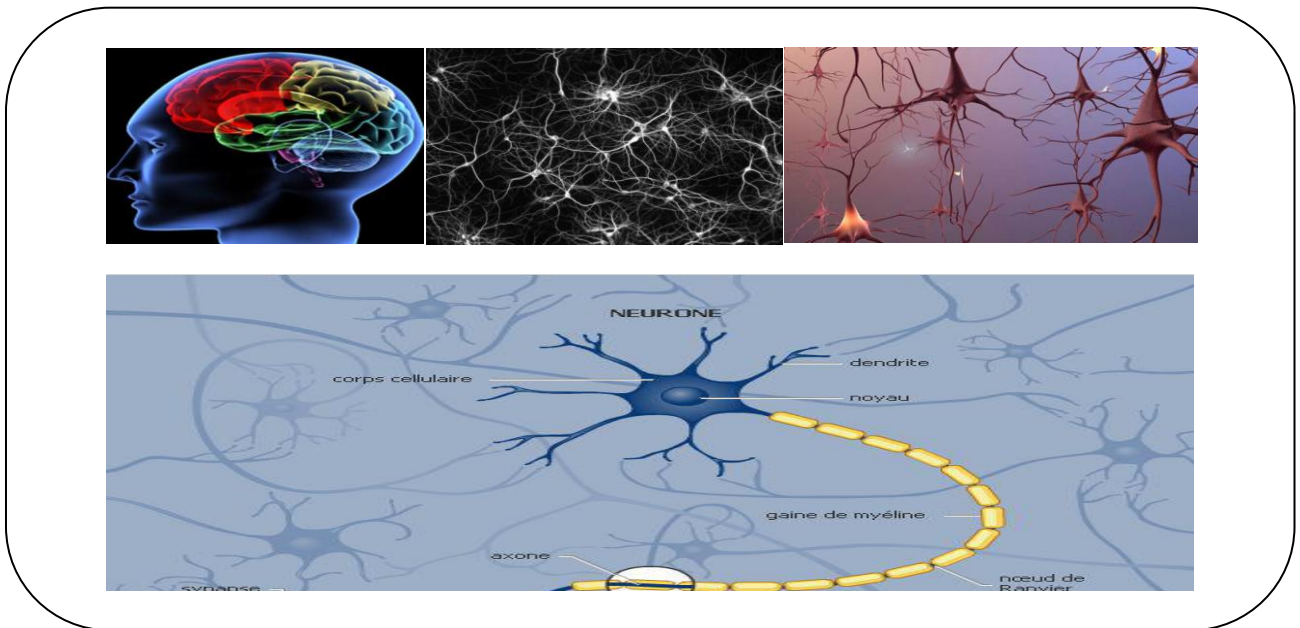 NEURONE
dendrite
corps cellulaire
noyau
gaine de myéline
axone
nœud de
Ranvier
synapse